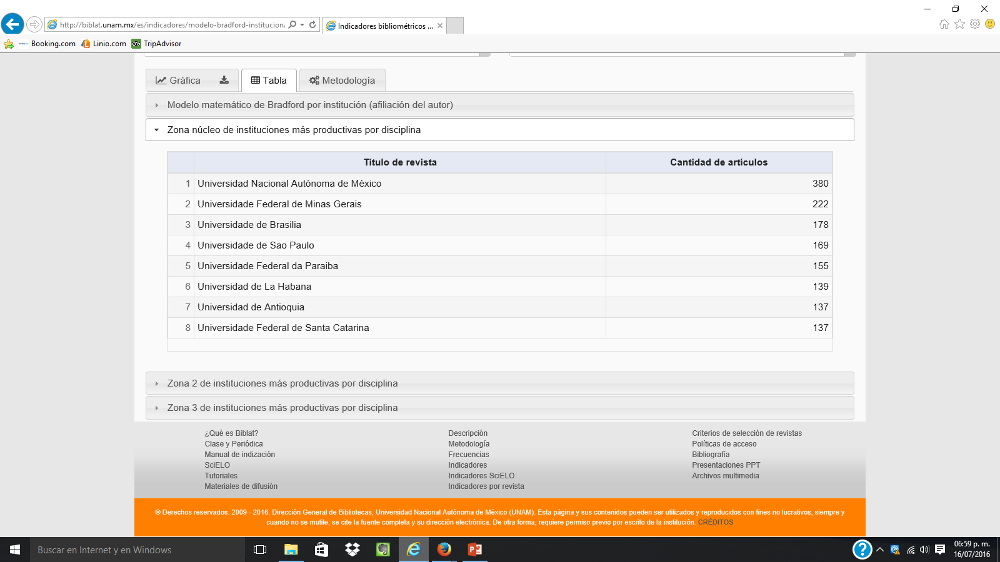 http://biblat.unam.mx/es/indicadores/modelo-bradford-institucion/
Indicadores bibliométricos ...
Booking.com Linio.com TripAdvisor
Gráfica Tabla Metodología
Modelo matemático de Bradford por institución (afiliación del autor)
Zona núcleo de instituciones más productivas por disciplina
Título de revista Cantidad de artículos
1 Universidad Nacional Autónoma de México 380
2 Universidade Federal de Minas Gerais 222
3 Universidade de Brasilia 178
4 Universidade de Sao Paulo 169
5 Universidade Federal da Paraiba 155
6 Universidad de La Habana 139
7 Universidad de Antioquia 137
8 Universidade Federal de Santa Catarina 137
Zona 2 de instituciones más productivas por disciplina
Zona 3 de instituciones más productivas por disciplina
¿Qué es Biblat? Descripción Criterios de selección de revistas
Clase y Periódica Metodología Políticas de acceso
Manual de indización Frecuencias Bibliografía
SciELO Indicadores Presentaciones PPT
Tutoriales Indicadores SciELO Archivos multimedia
Materiales de difusión Indicadores por revista
® Derechos reservados. 2009 - 2016. Dirección General de Bibliotecas, Universidad Nacional Autónoma de México (UNAM). Esta página y sus contenidos pueden ser utilizados y reproducidos con fines no lucrativos, siempre y
cuando no se mutile, se cite la fuente completa y su dirección electrónica. De otra forma, requiere permiso previo por escrito de la institución. CRÉDITOS
Buscar en Internet y en Windows
06:59 p. m.
16/07/2016